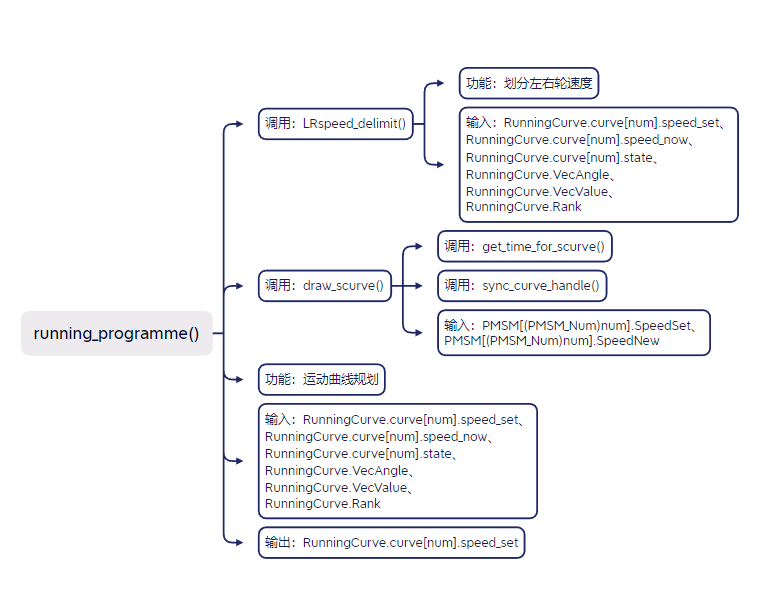 running_programme()
调用：LRspeed_delimit()
功能：划分左右轮速度
输入：RunningCurve.curve[num].speed_set、
RunningCurve.curve[num].speed_now、
RunningCurve.curve[num].state、
RunningCurve.VecAngle、
RunningCurve.VecValue、
RunningCurve.Rank
调用：draw_scurve()
调用：get_time_for_scurve()
调用：sync_curve_handle()
输入：PMSM[(PMSM_Num)num].SpeedSet、
PMSM[(PMSM_Num)num].SpeedNew
功能：运动曲线规划
输入：RunningCurve.curve[num].speed_set、
RunningCurve.curve[num].speed_now、
RunningCurve.curve[num].state、
RunningCurve.VecAngle、
RunningCurve.VecValue、
RunningCurve.Rank
输出：RunningCurve.curve[num].speed_set